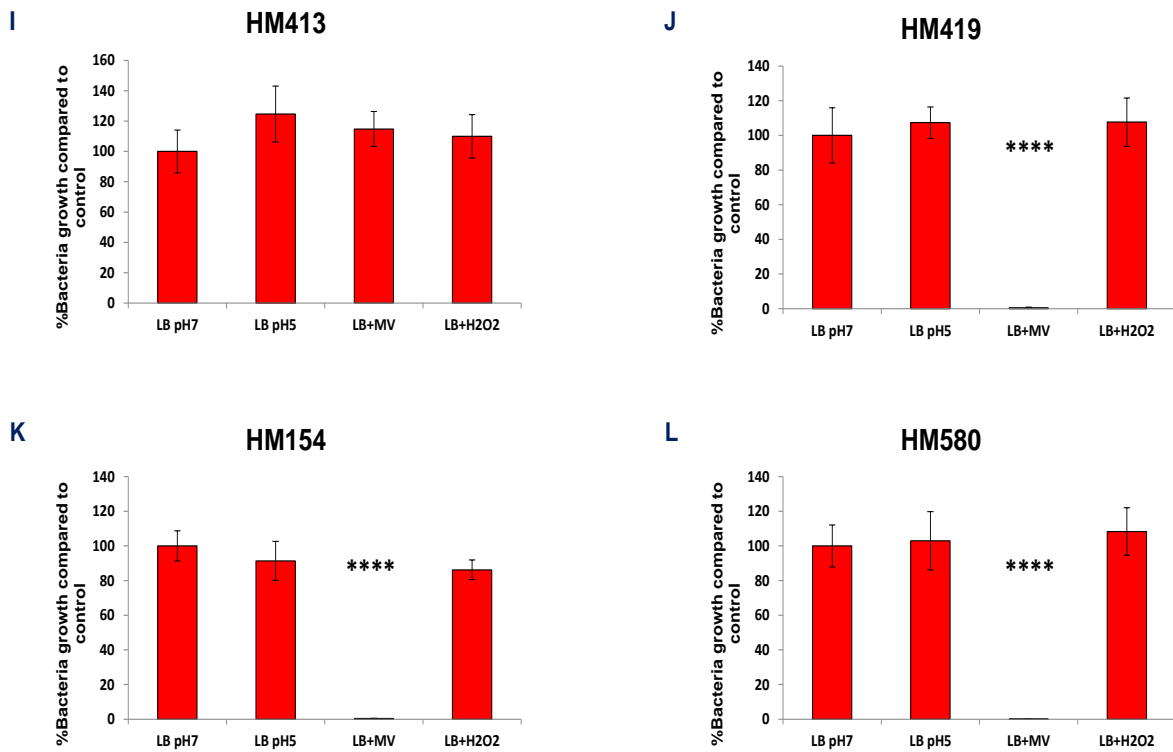 I
HM413
%Bacteria growth compared to
control
160
140
120
100
80
60
40
20
0
LB pH7 LB pH5 LB+MV LB+H2O2
J
HM419
%Bacteria growth compared to
control
140
120
100
80
60
40
20
0
****
LB pH7 LB pH5 LB+MV LB+H2O2
K
HM154
%Bacteria growth compared to
control
140
120
100
80
60
40
20
0
****
LB pH7 LB pH5 LB+MV LB+H2O2
L
HM580
%Bacteria growth compared to
control
140
120
100
80
60
40
20
0
****
LB pH7 LB pH5 LB+MV LB+H2O2